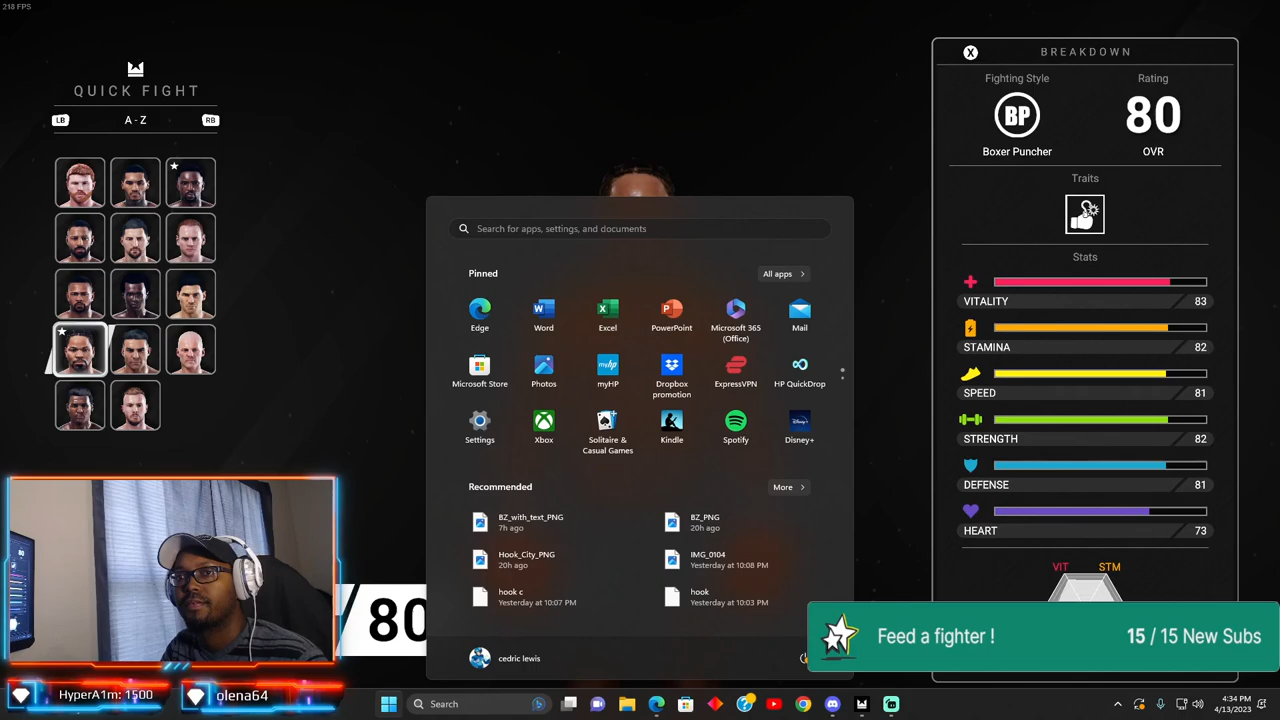 218 FPS
QUICK FIGHT
LB A - Z RB
80
Search for apps, settings, and documents
Pinned
All apps
Edge
Word
Excel
PowerPoint
Microsoft 365
(Office)
Mail
Microsoft Store
Photos
myHP
Dropbox
promotion
ExpressVPN
HP QuickDrop
Settings
Xbox
Solitaire &
Casual Games
Kindle
Spotify
Disney+
Recommended
More
BZ_with_text_PNG
7h ago
BZ_PNG
20h ago
Hook_City_PNG
20h ago
IMG_0104
Yesterday at 10:08 PM
hook c
Yesterday at 10:07 PM
hook
Yesterday at 10:03 PM
cedric lewis
X BREAKDOWN
Fighting Style
Rating
BP
80
Boxer Puncher
OVR
Traits
Stats
VITALITY 83
STAMINA 82
SPEED 81
STRENGTH 82
DEFENSE 81
HEART 73
VIT STM
Feed a fighter ! 15 / 15 New Subs
HyperA1m: 1500
olena64
Search
4:34 PM
4/13/2023